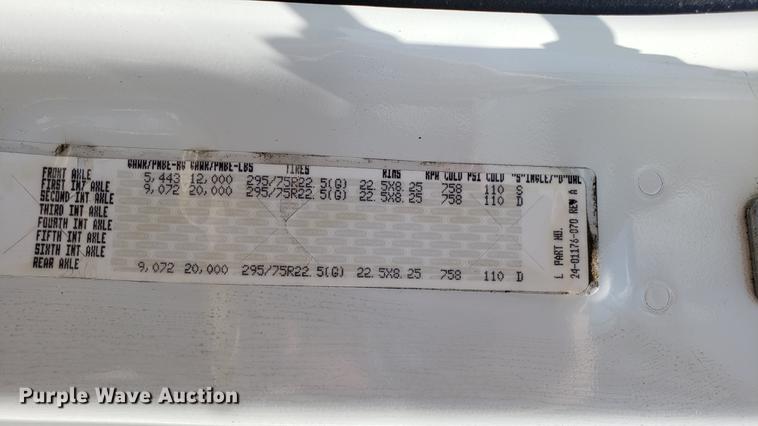 GAWR/PNBE-KG GAWR/PNBE-LBS TIRES RIMS KPA COLD PSI COLD "S"INGLE/"D"UAL
FRONT AXLE 5,443 12,000 295/75R22.5(G) 22.5X8.25 758 110 S
FIRST INT AXLE 9,072 20,000 295/75R22.5(G) 22.5X8.25 758 110 D
SECOND INT AXLE
THIRD INT AXLE
FOURTH INT AXLE
FIFTH INT AXLE
SIXTH INT AXLE
REAR AXLE 9,072 20,000 295/75R22.5(G) 22.5X8.25 758 110 D
L PART NO.
24-01176-070 REV A
Purple Wave Auction